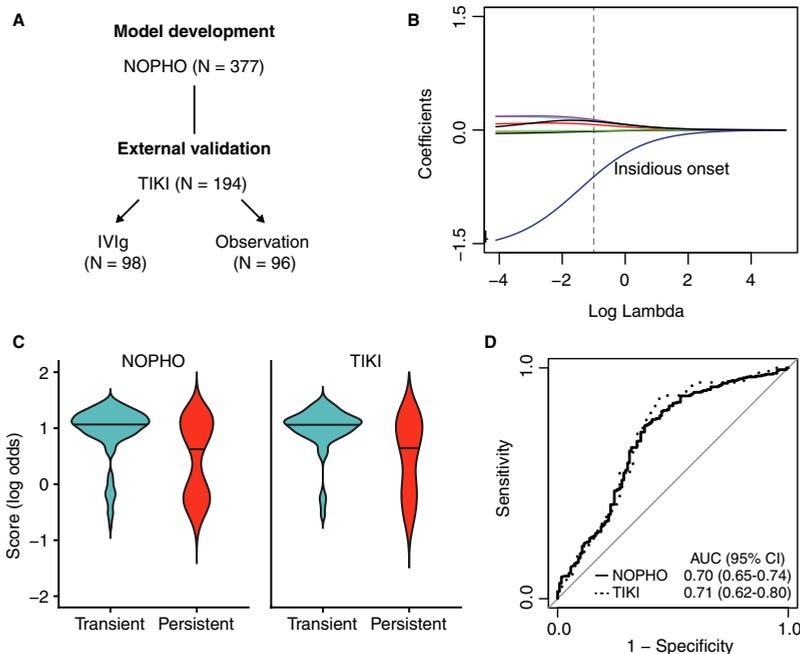 A
Model development
NOPHO (N = 377)
External validation
TIKI (N = 194)
IVIg
(N = 98)
Observation
(N = 96)
B
Coefficients
1.5
0.0
−1.5
Insidious onset
−4 −2 0 2 4
Log Lambda
C
NOPHO TIKI
Score (log odds)
2
1
0
−1
−2
Transient Persistent Transient Persistent
D
Sensitivity
1.0
0.0
AUC (95% CI)
NOPHO 0.70 (0.65-0.74)
TIKI 0.71 (0.62-0.80)
0.0 1.0
1 − Specificity